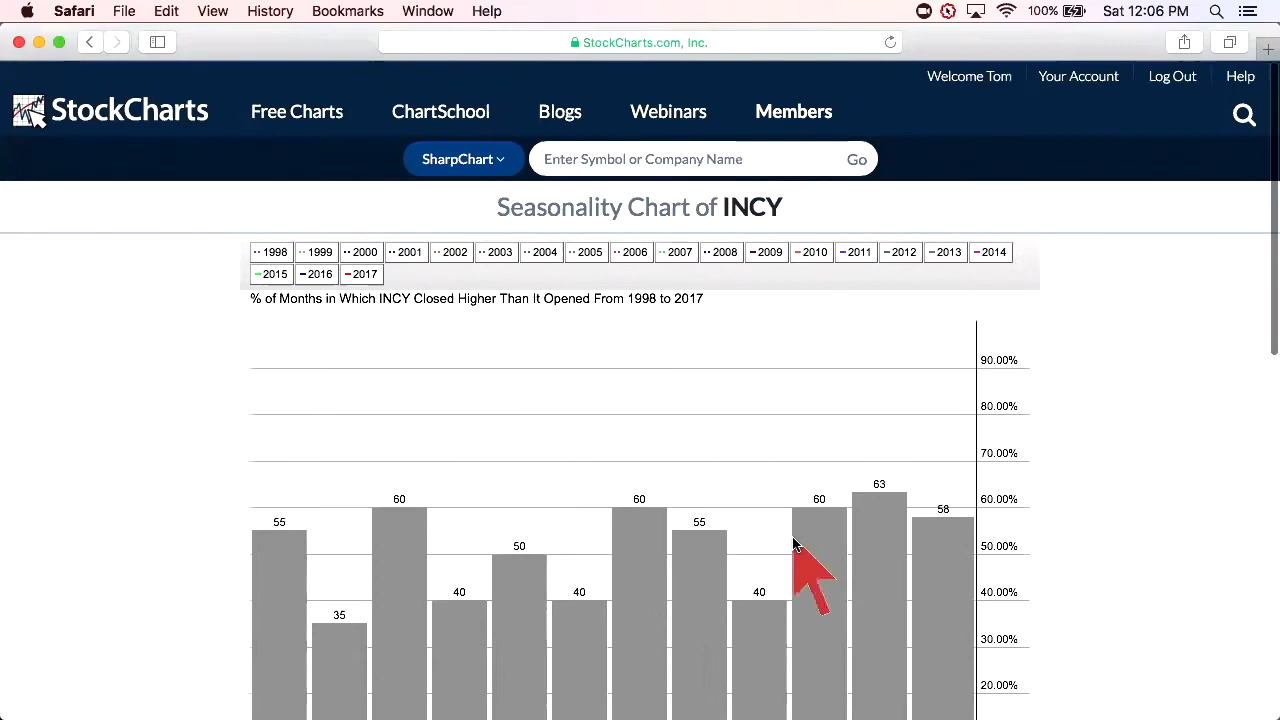 Safari File Edit View History Bookmarks Window Help 100% Sat 12:06 PM
StockCharts.com, Inc.
Welcome Tom Your Account Log Out Help
StockCharts Free Charts ChartSchool Blogs Webinars Members
SharpChart Enter Symbol or Company Name Go
Seasonality Chart of INCY
1998 1999 2000 2001 2002 2003 2004 2005 2006 2007 2008 2009 2010 2011 2012 2013 2014
2015 2016 2017
% of Months in Which INCY Closed Higher Than It Opened From 1998 to 2017
90.00%
80.00%
70.00%
63
60 60 60 60.00%
58
55 55
50 50.00%
40 40 40 40.00%
35
30.00%
20.00%